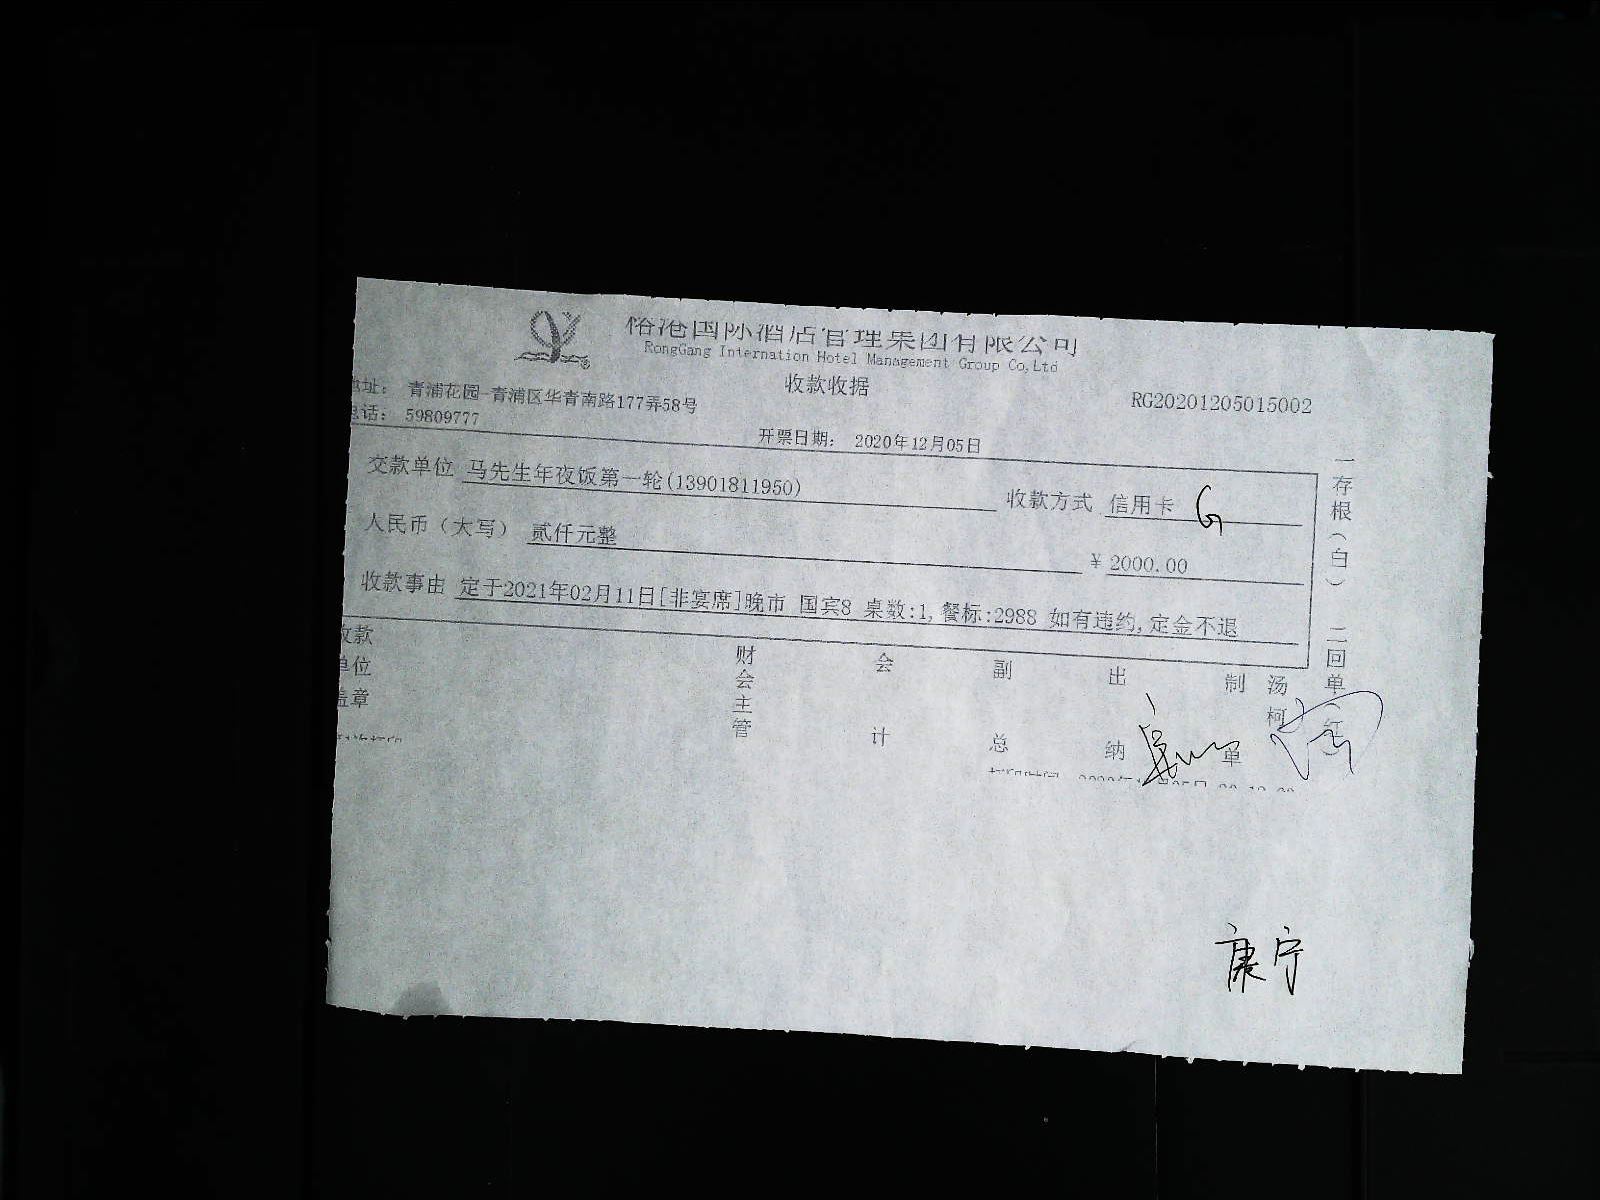 榕港国际酒店管理集团有限公司
RongGang Internation Hotel Management Group Co,Ltd
收款收据
地址： 青浦花园-青浦区华青南路177弄58号
RG20201205015002
电话： 59809777
开票日期： 2020年12月05日
交款单位 马先生年夜饭第一轮(13901811950)
收款方式 信用卡
人民币（大写） 贰仟元整
￥ 2000.00
收款事由 定于2021年02月11日[非宴席]晚市 国宾8 桌数:1,餐标:2988 如有违约,定金不退
一存根（白） 二回单（红）
收款单位盖章
财会主管
会计
副总
出纳
制单
汤柯
康宁